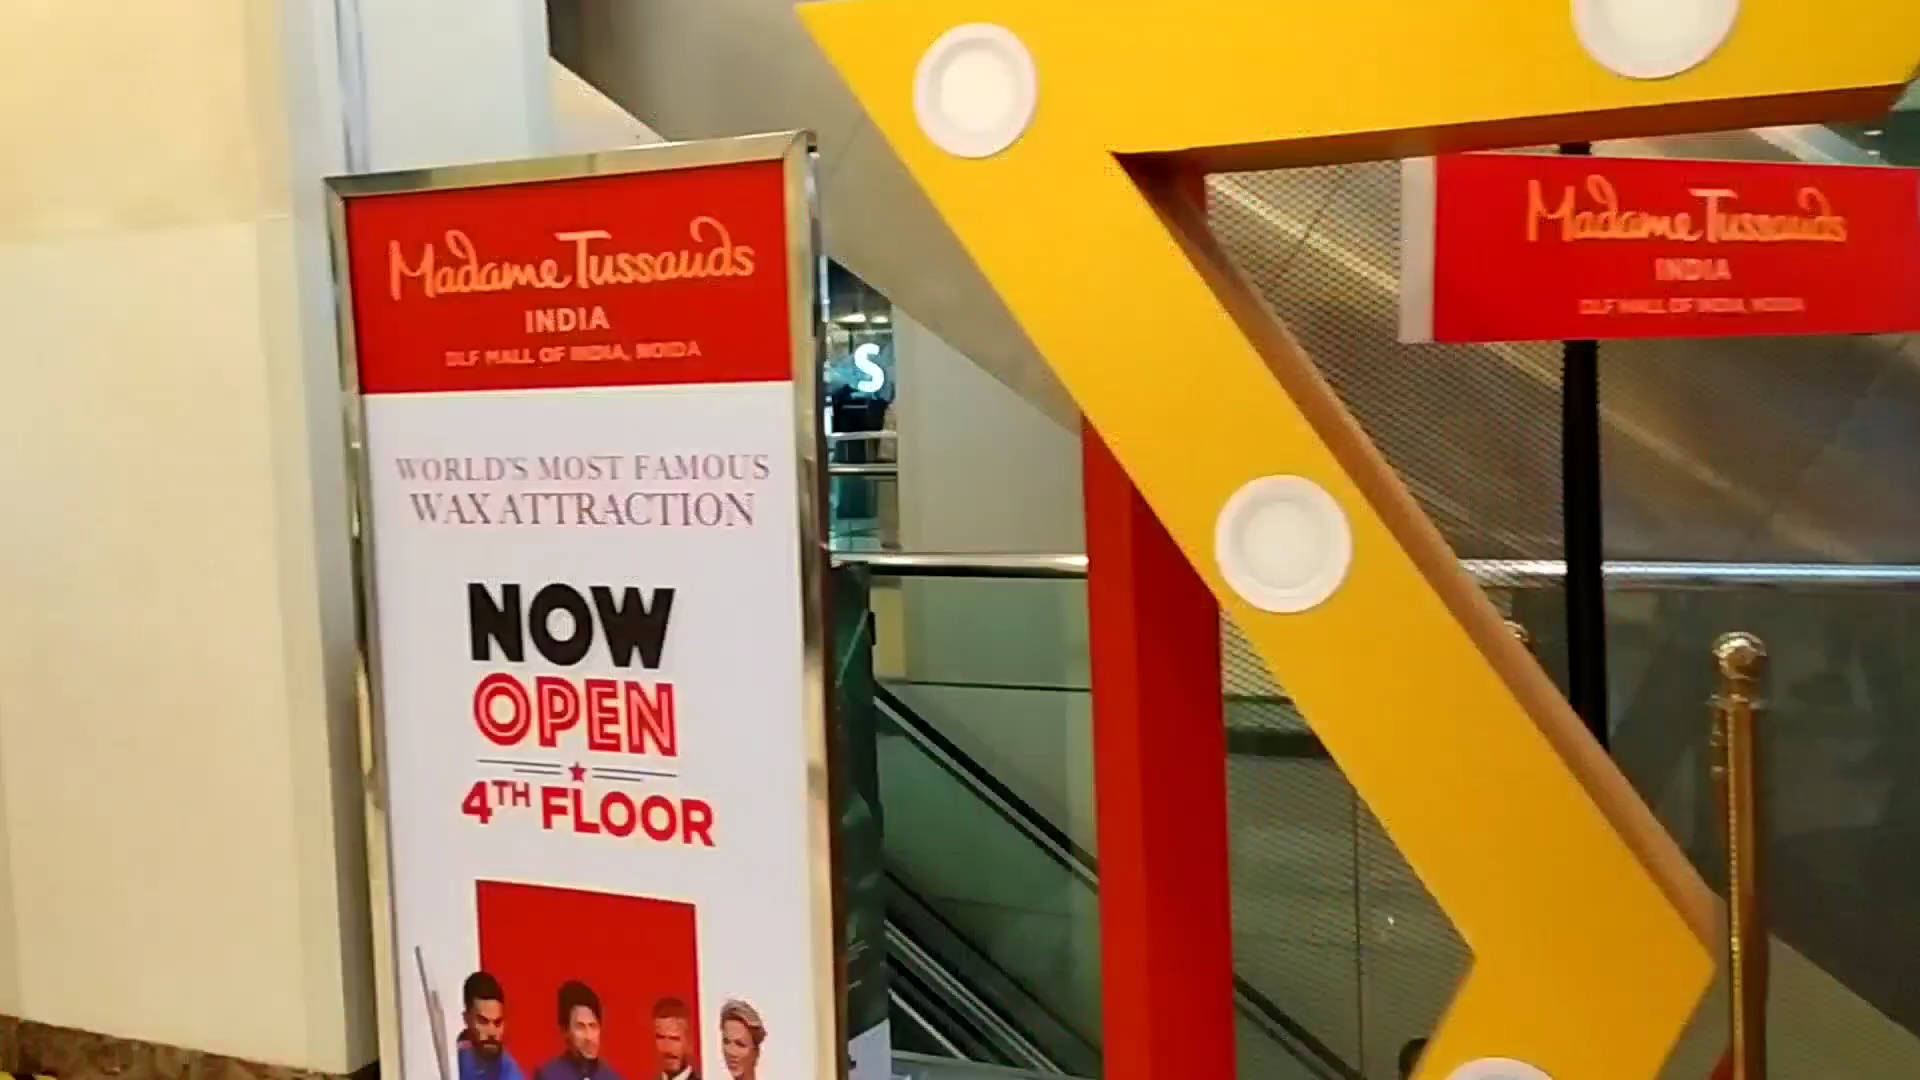 Madame Tussauds
INDIA
DLF MALL OF INDIA, NOIDA
WORLD'S MOST FAMOUS
WAX ATTRACTION
NOW
OPEN
4TH FLOOR
S
Madame Tussauds
INDIA
DLF MALL OF INDIA, NOIDA